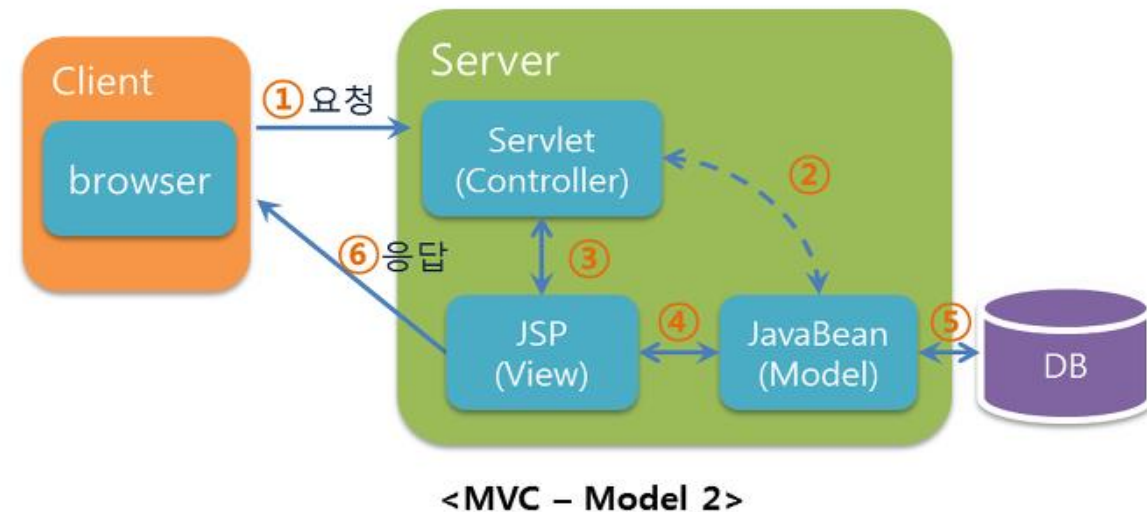 Client
browser
① 요청
Server
Servlet
(Controller)
②
③
⑥ 응답
JSP
(View)
④
JavaBean
(Model)
⑤
DB
<MVC – Model 2>